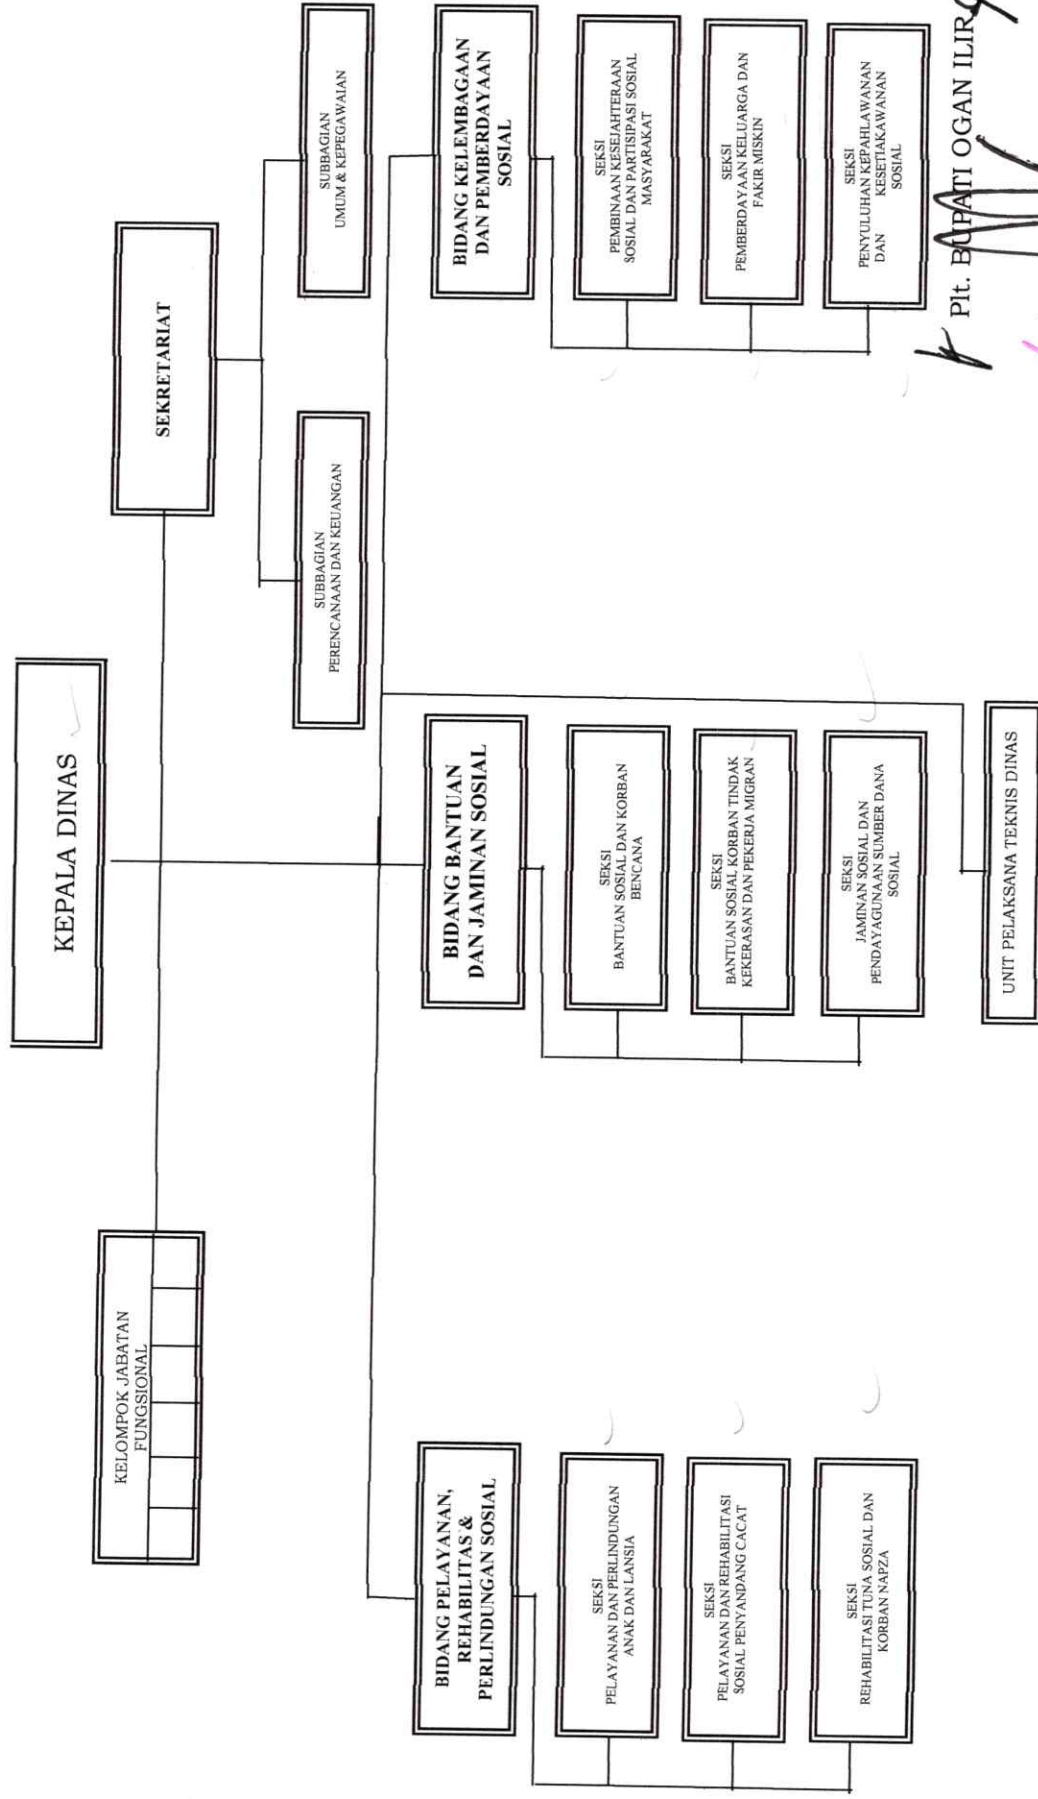 KEPALA DINAS
KELOMPOK JABATAN
FUNGSIONAL
SEKRETARIAT
SUBBAGIAN
PERENCANAAN DAN KEUANGAN
SUBBAGIAN
UMUM & KEPEGAWAIAN
BIDANG PELAYANAN,
REHABILITAS &
PERLINDUNGAN SOSIAL
SEKSI
PELAYANAN DAN PERLINDUNGAN
ANAK DAN LANSIA
SEKSI
PELAYANAN DAN REHABILITASI
SOSIAL PENYANDANG CACAT
SEKSI
REHABILITASI TUNA SOSIAL DAN
KORBAN NAPZA
BIDANG BANTUAN
DAN JAMINAN SOSIAL
SEKSI
BANTUAN SOSIAL DAN KORBAN
BENCANA
SEKSI
BANTUAN SOSIAL KORBAN TINDAK
KEKERASAN DAN PEKERJA MIGRAN
SEKSI
JAMINAN SOSIAL DAN
PENDAYAGUNAAN SUMBER DANA
SOSIAL
UNIT PELAKSANA TEKNIS DINAS
BIDANG KELEMBAGAAN
DAN PEMBERDAYAAN
SOSIAL
SEKSI
PEMBINAAN KESEJAHTERAAN
SOSIAL DAN PARTISIPASI SOSIAL
MASYARAKAT
SEKSI
PEMBERDAYAAN KELUARGA DAN
FAKIR MISKIN
SEKSI
PENYULUHAN KEPAHLAWANAN
DAN KESETIAKAWANAN
SOSIAL
Plt. BUPATI OGAN ILIR